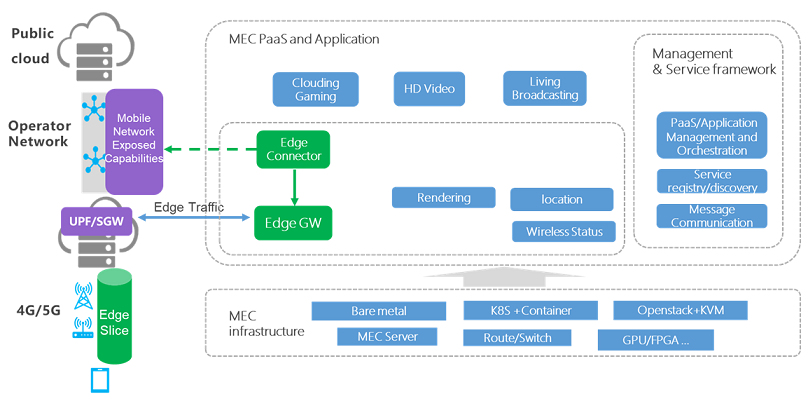 Public
cloud
Operator
Network
Mobile
Network
Exposed
Capabilities
UPF/SGW
Edge Traffic
4G/5G
Edge
Slice
MEC PaaS and Application
Clouding
Gaming
HD Video
Living
Broadcasting
Edge
Connector
Edge GW
Rendering
location
Wireless Status
Management
& Service framework
PaaS/Application
Management and
Orchestration
Service
registry/discovery
Message
Communication
MEC
infrastructure
Bare metal
K8S +Container
Openstack+KVM
MEC Server
Route/Switch
GPU/FPGA ...